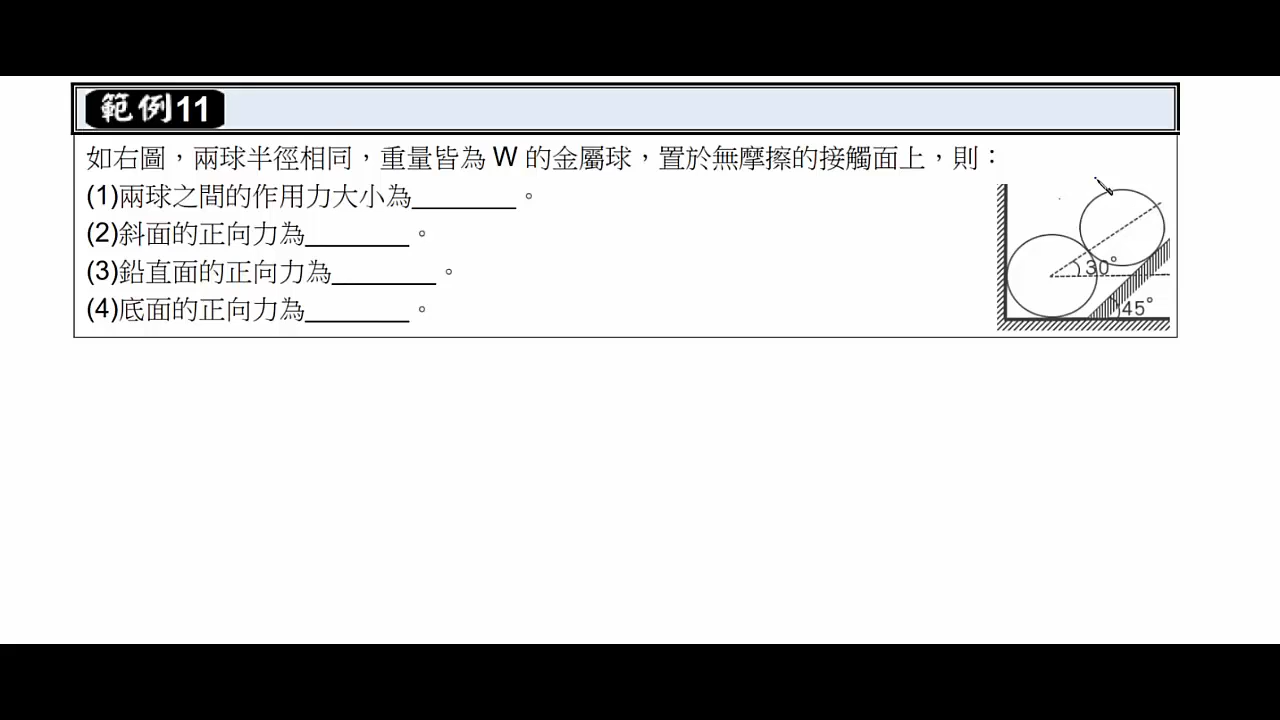 範例11
如右圖，兩球半徑相同，重量皆為 W 的金屬球，置於無摩擦的接觸面上，則：
(1)兩球之間的作用力大小為________。
(2)斜面的正向力為________。
(3)鉛直面的正向力為________。
(4)底面的正向力為________。
30°
45°